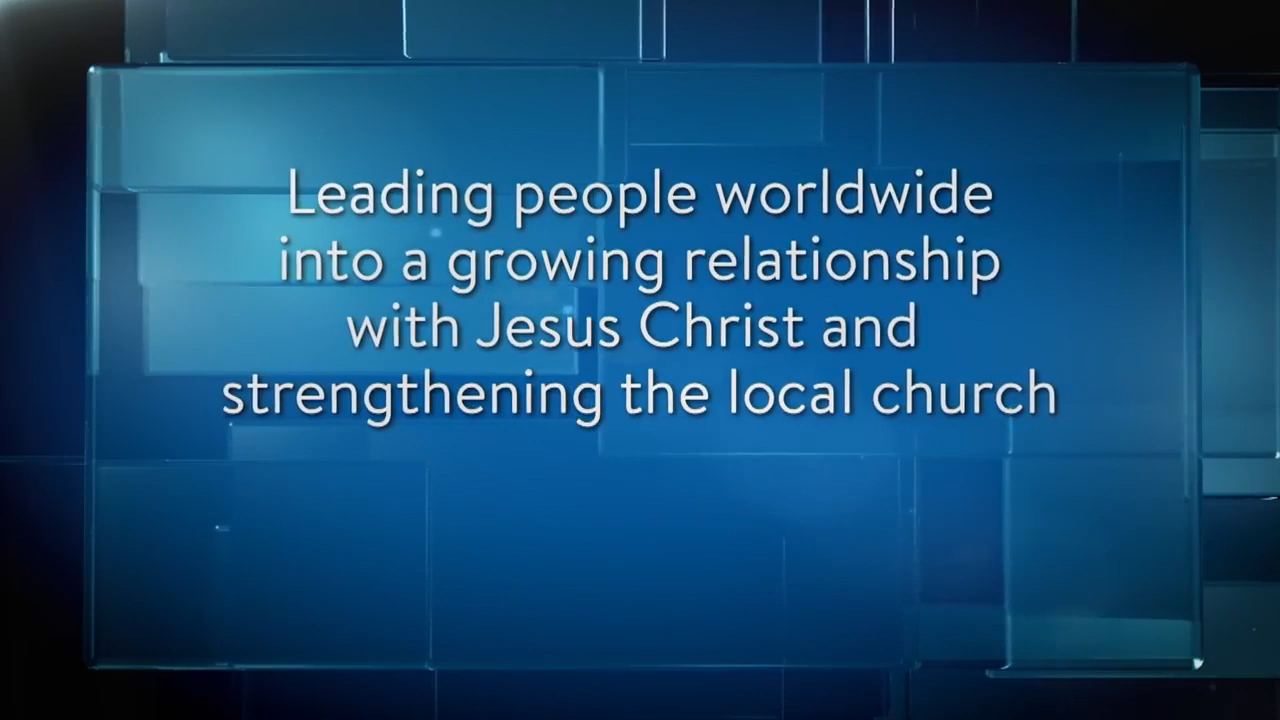 Leading people worldwide
into a growing relationship
with Jesus Christ and
strengthening the local church